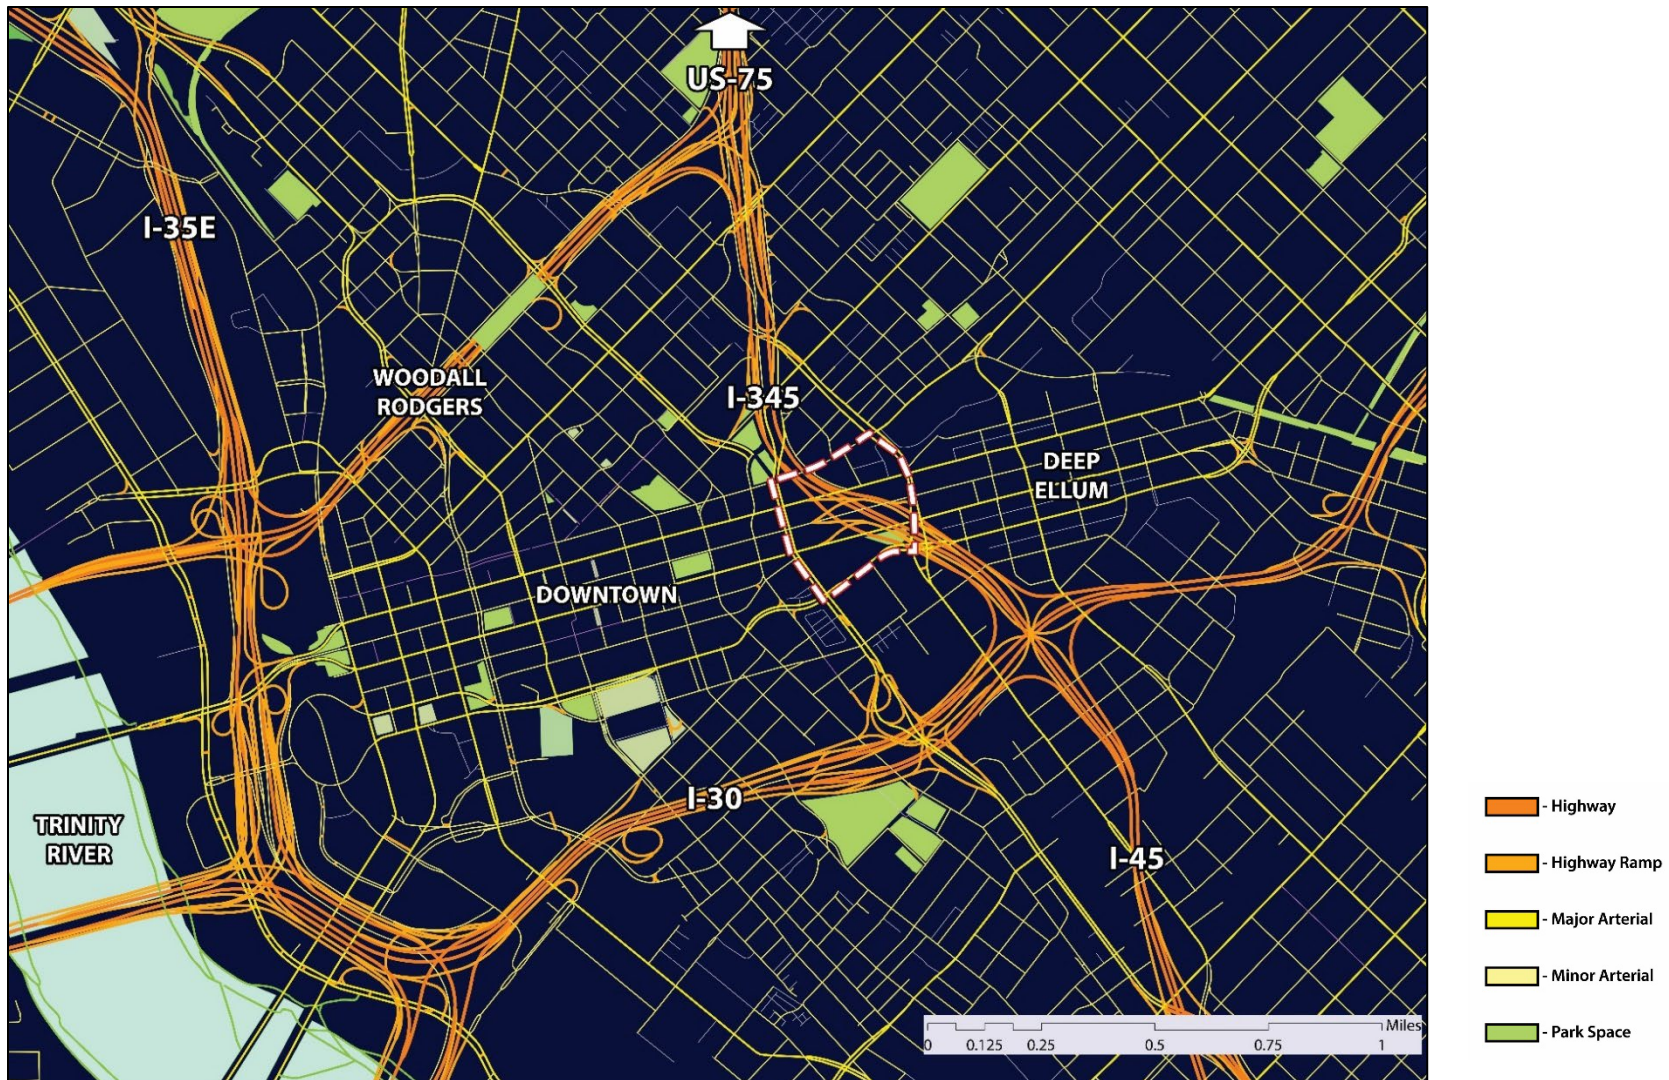 US-75
I-35E
WOODALL
RODGERS
I-345
DEEP
ELLUM
DOWNTOWN
I-30
TRINITY
RIVER
I-45
Miles
0 0.125 0.25 0.5 0.75 1
- Highway
- Highway Ramp
- Major Arterial
- Minor Arterial
- Park Space